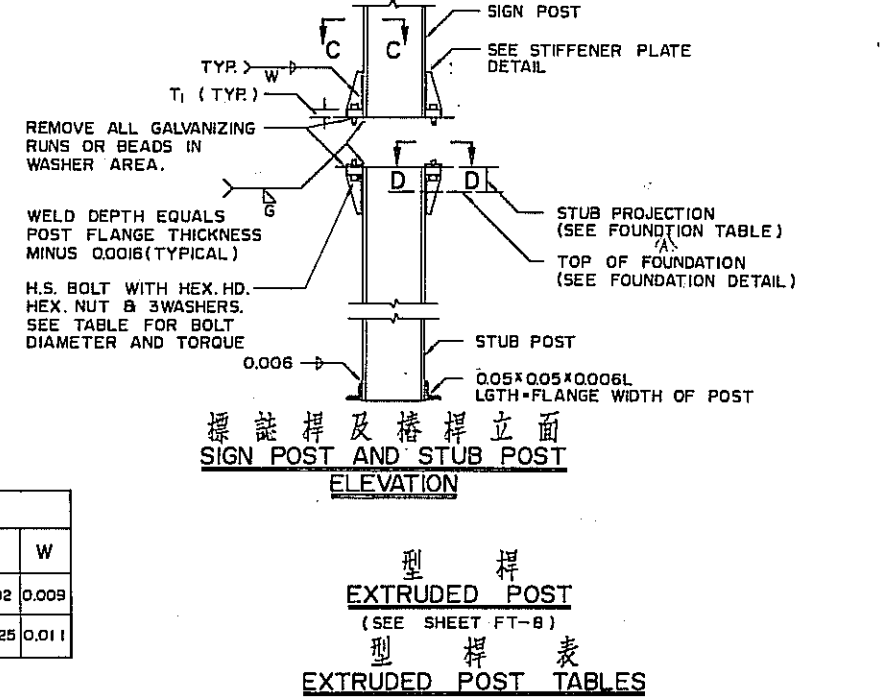 SIGN POST
C C
SEE STIFFENER PLATE
DETAIL
TYP.
W
T1 (TYP.)
REMOVE ALL GALVANIZING
RUNS OR BEADS IN
WASHER AREA.
D D
G
WELD DEPTH EQUALS
POST FLANGE THICKNESS
MINUS 0.0016 (TYPICAL)
STUB PROJECTION
(SEE FOUNDTION TABLE)
A
TOP OF FOUNDATION
(SEE FOUNDATION DETAIL)
H.S. BOLT WITH HEX. HD.
HEX. NUT & 3WASHERS.
SEE TABLE FOR BOLT
DIAMETER AND TORQUE
STUB POST
0.006
0.05×0.05×0.006L
LGTH=FLANGE WIDTH OF POST
標誌桿及樁桿立面
SIGN POST AND STUB POST
ELEVATION
W
02 0.009
25 0.011
型桿
EXTRUDED POST
(SEE SHEET FT-8)
型桿表
EXTRUDED POST TABLES